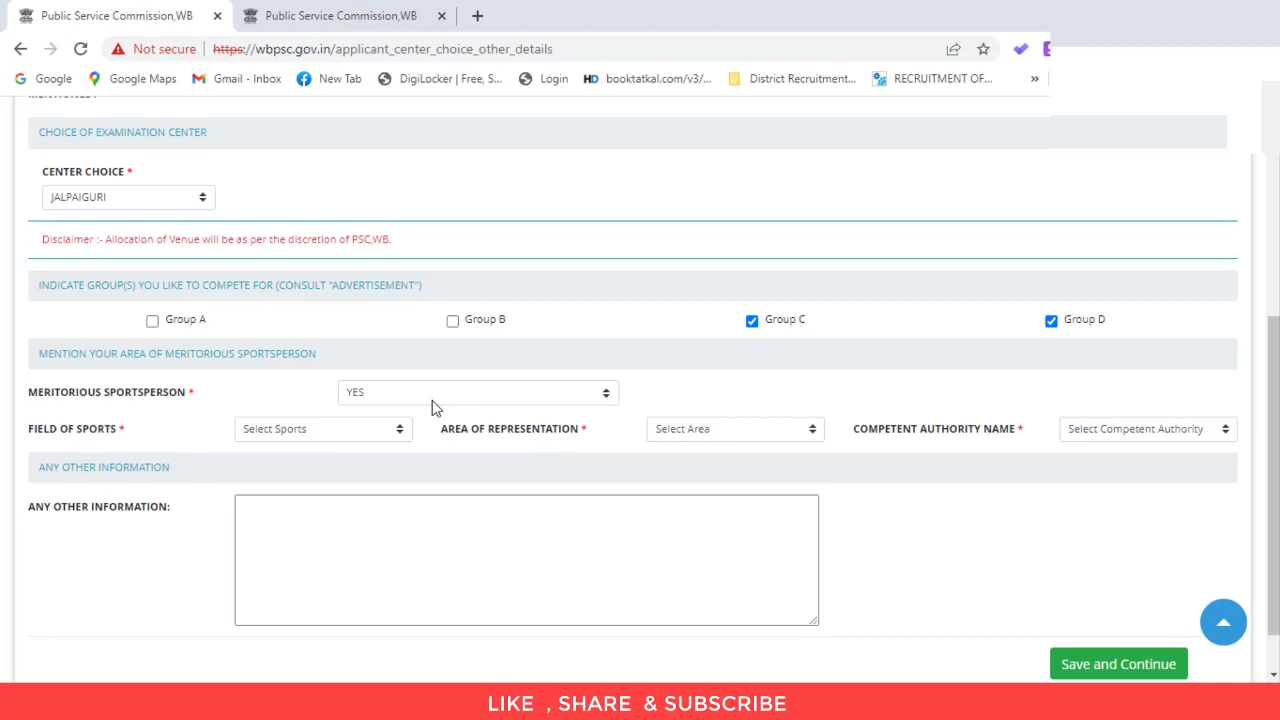 Public Service Commission,WB
Public Service Commission,WB
Not secure
https://wbpsc.gov.in/applicant_center_choice_other_details
Google
Google Maps
Gmail - Inbox
New Tab
DigiLocker | Free, S...
Login
HD
booktatkal.com/v3/...
District Recruitment...
RECRUITMENT OF...
»
CHOICE OF EXAMINATION CENTER
CENTER CHOICE *
JALPAIGURI
Disclaimer :- Allocation of Venue will be as per the discretion of PSC,WB.
INDICATE GROUP(S) YOU LIKE TO COMPETE FOR (CONSULT "ADVERTISEMENT")
Group A
Group B
Group C
Group D
MENTION YOUR AREA OF MERITORIOUS SPORTSPERSON
MERITORIOUS SPORTSPERSON *
YES
FIELD OF SPORTS *
Select Sports
AREA OF REPRESENTATION *
Select Area
COMPETENT AUTHORITY NAME *
Select Competent Authority
ANY OTHER INFORMATION
ANY OTHER INFORMATION:
Save and Continue
LIKE , SHARE & SUBSCRIBE